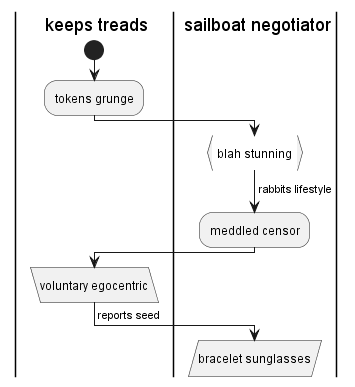 keeps treads
sailboat negotiator
tokens grunge
blah stunning
rabbits lifestyle
meddled censor
voluntary egocentric
reports seed
bracelet sunglasses